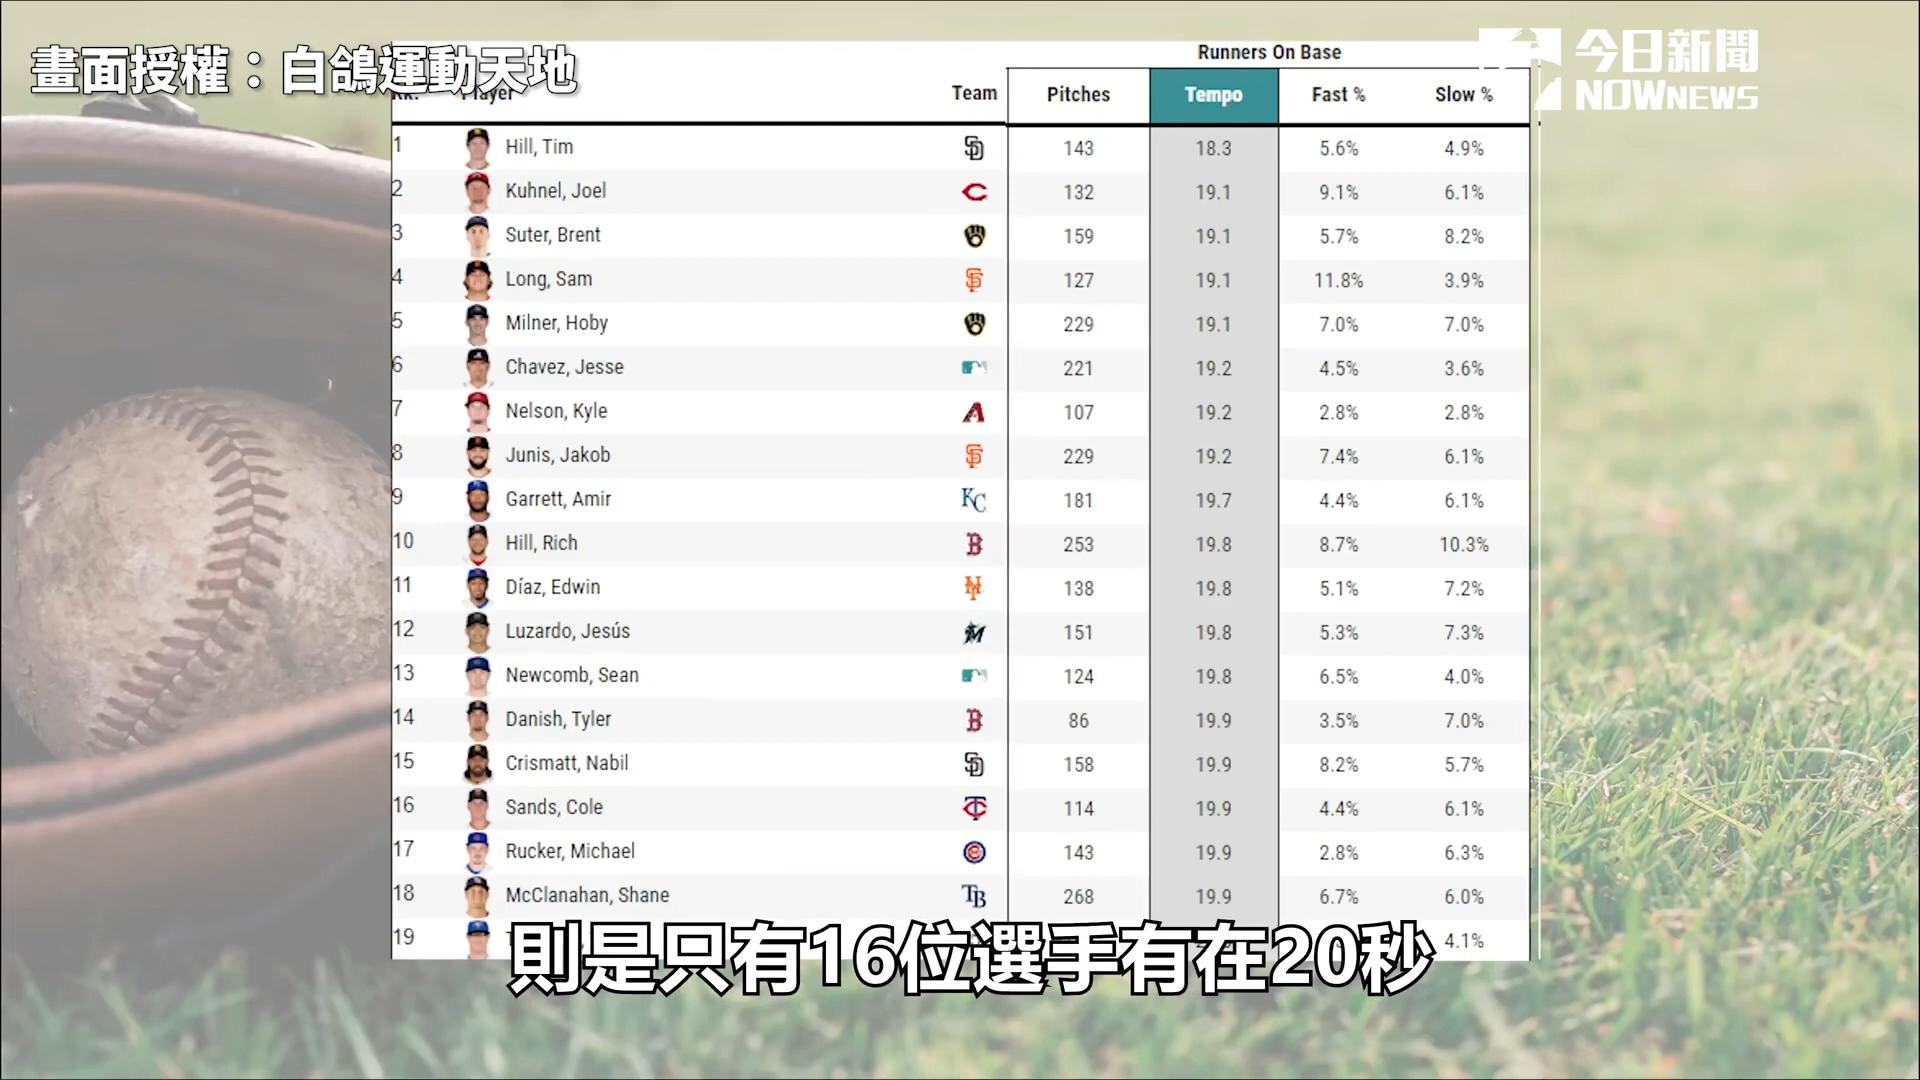 畫面授權：白鴿運動天地
今日新聞
NOWNEWS
Runners On Base
Rk. Player Team Pitches Tempo Fast % Slow %
1 Hill, Tim SD 143 18.3 5.6% 4.9%
2 Kuhnel, Joel C 132 19.1 9.1% 6.1%
3 Suter, Brent 159 19.1 5.7% 8.2%
4 Long, Sam SF 127 19.1 11.8% 3.9%
5 Milner, Hoby 229 19.1 7.0% 7.0%
6 Chavez, Jesse 221 19.2 4.5% 3.6%
7 Nelson, Kyle A 107 19.2 2.8% 2.8%
8 Junis, Jakob SF 229 19.2 7.4% 6.1%
9 Garrett, Amir KC 181 19.7 4.4% 6.1%
10 Hill, Rich B 253 19.8 8.7% 10.3%
11 Díaz, Edwin NY 138 19.8 5.1% 7.2%
12 Luzardo, Jesús M 151 19.8 5.3% 7.3%
13 Newcomb, Sean 124 19.8 6.5% 4.0%
14 Danish, Tyler B 86 19.9 3.5% 7.0%
15 Crismatt, Nabil SD 158 19.9 8.2% 5.7%
16 Sands, Cole TC 114 19.9 4.4% 6.1%
17 Rucker, Michael 143 19.9 2.8% 6.3%
18 McClanahan, Shane TB 268 19.9 6.7% 6.0%
19 4.1%
則是只有16位選手有在20秒